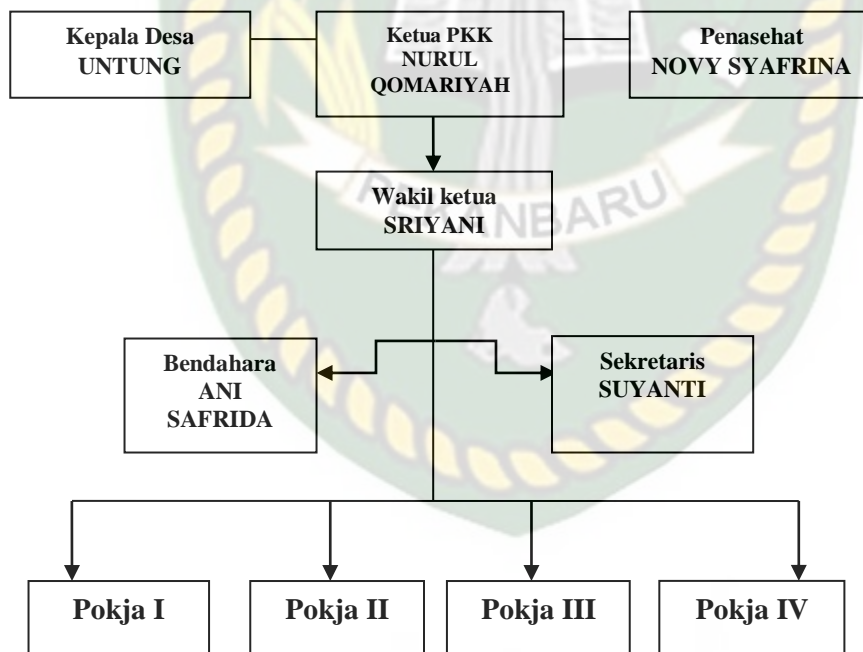 Kepala Desa
UNTUNG
Ketua PKK
NURUL
QOMARIYAH
Penasehat
NOVY SYAFRINA
Wakil ketua
SRIYANI
PEKANBARU
Bendahara
ANI
SAFRIDA
Sekretaris
SUYANTI
Pokja I
Pokja II
Pokja III
Pokja IV